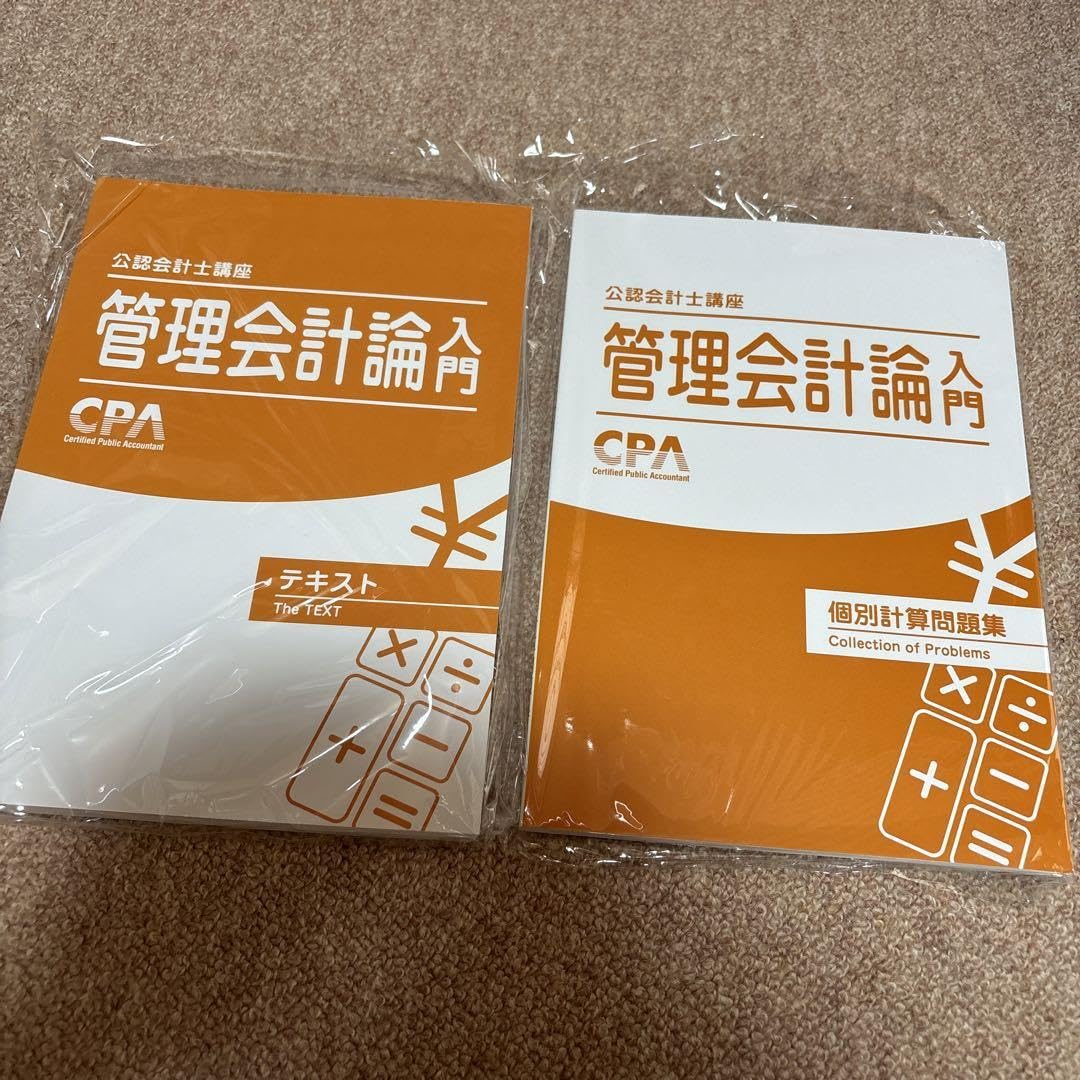 公認会計士講座
管理会計論入門
CPA
Certified Public Accountant
テキスト
The TEXT
公認会計士講座
管理会計論入門
CPA
Certified Public Accountant
個別計算問題集
Collection of Problems